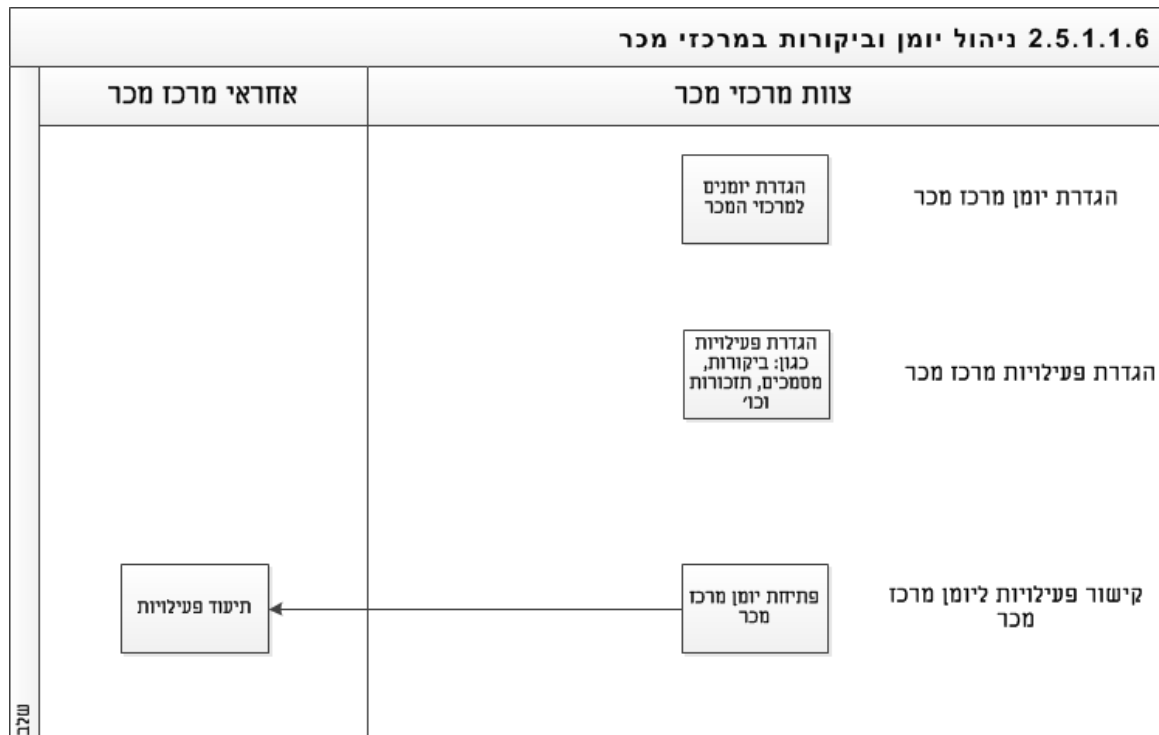 2.5.1.1.6 ניהול יומן וביקורות במרכזי מכר
צוות מרכזי מכר
אחראי מרכז מכר
הגדרת יומן מרכז מכר
הגדרת יומנים
למרכזי המכר
הגדרת פעילויות מרכז מכר
הגדרת פעילויות
כגון: ביקורות,
מסמכים, תזכורות
וכו'
קישור פעילויות ליומן מרכז
מכר
פתיחת יומן מרכז
מכר
תיעוד פעילויות
שלב